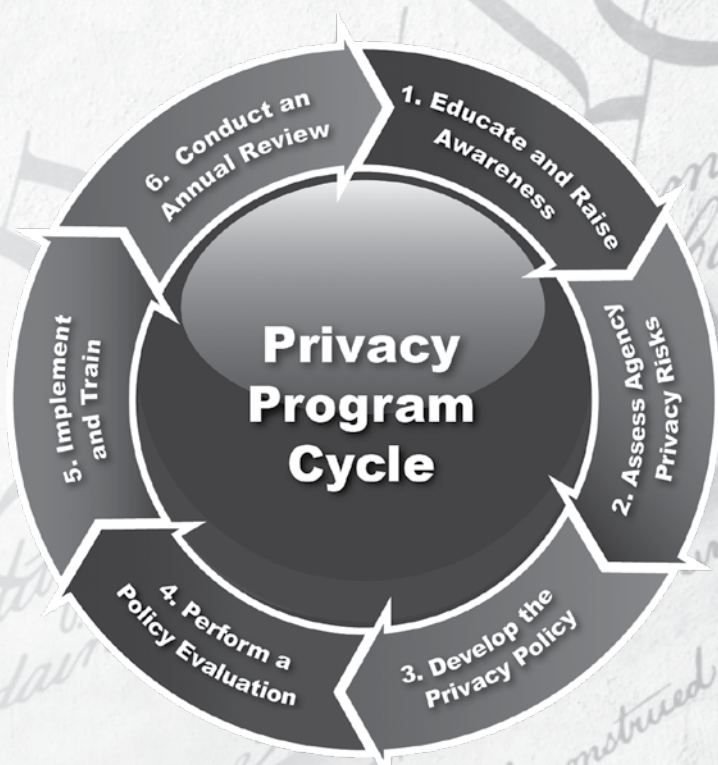 Privacy
Program
Cycle
1. Educate and Raise
Awareness
2. Assess Agency
Privacy Risks
3. Develop the
Privacy Policy
4. Perform a
Policy Evaluation
5. Implement
and Train
6. Conduct an
Annual Review